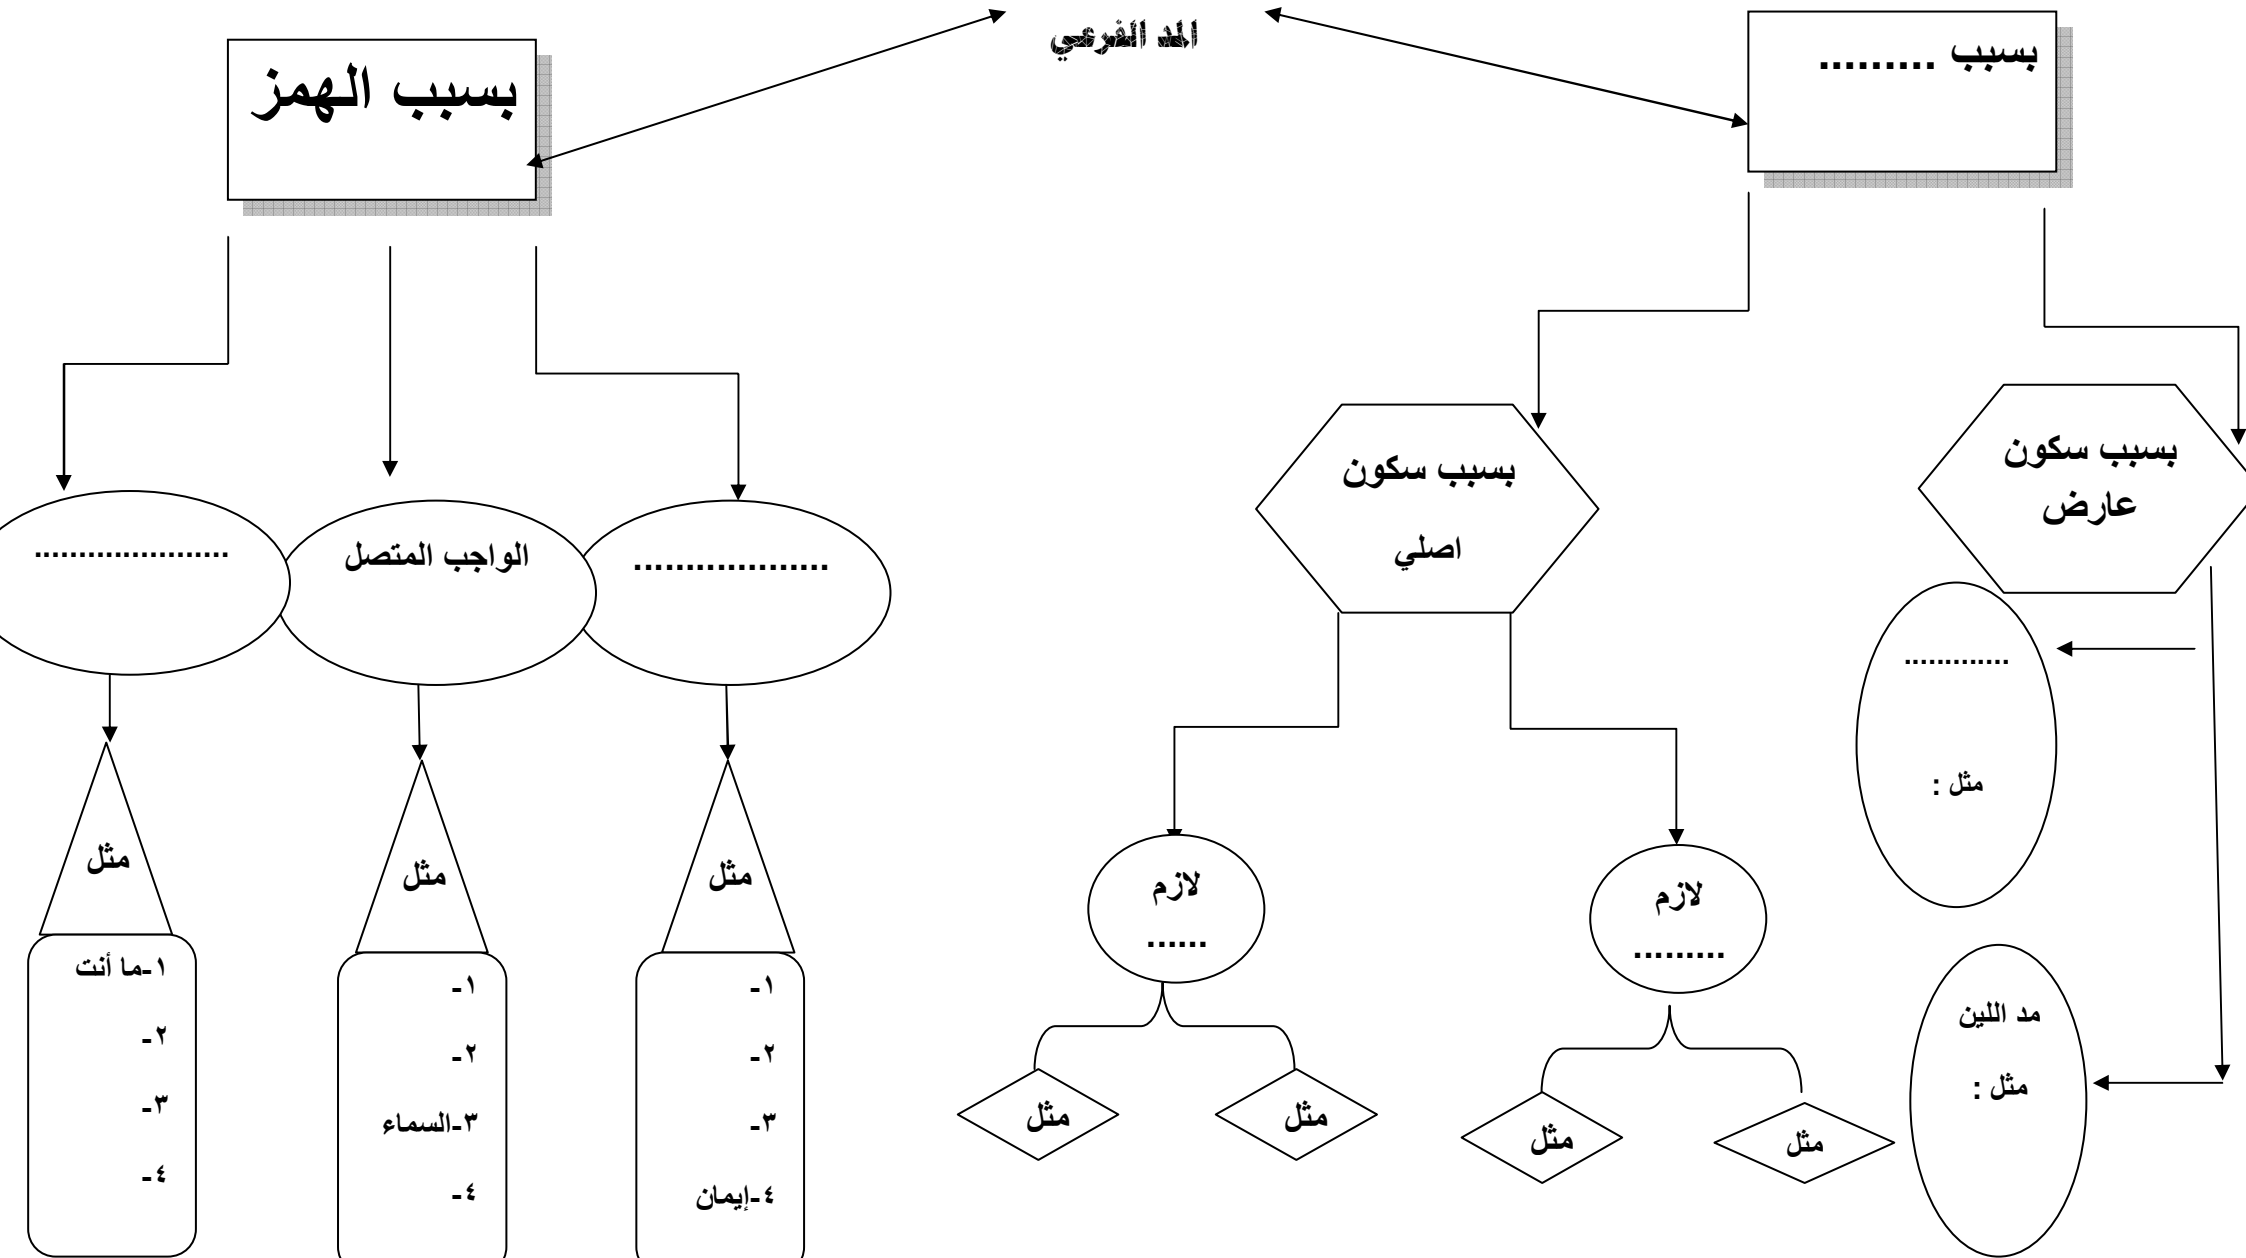 المد الفرعي
بسبب .........
بسبب الهمز
بسبب سكون
عارض
بسبب سكون
اصلي
.............
مثل :
مد اللين
مثل :
لازم
.........
مثل
مثل
لازم
......
مثل
مثل
...................
مثل
١-
٢-
٣-
٤-إيمان
الواجب المتصل
مثل
١-
٢-
٣-السماء
٤-
......................
مثل
١-ما أنت
٢-
٣-
٤-